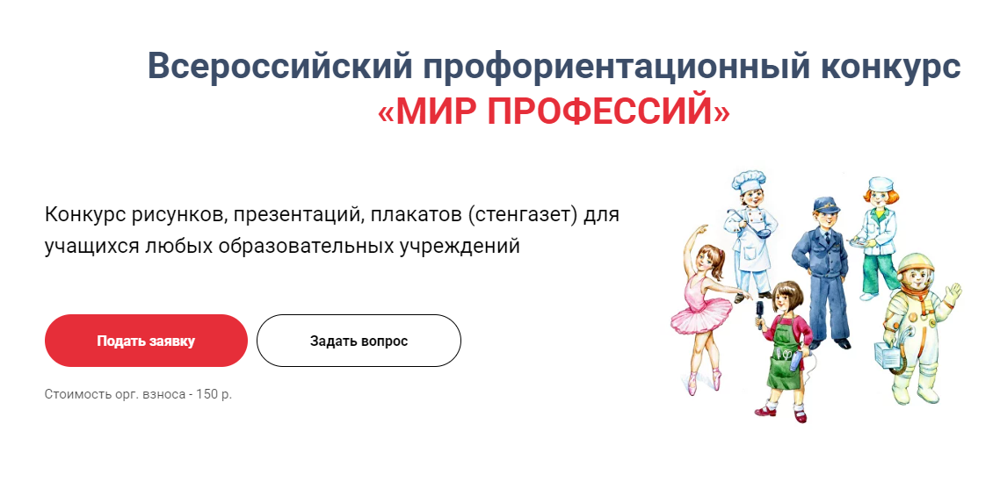 Всероссийский профориентационный конкурс
«МИР ПРОФЕССИЙ»
Конкурс рисунков, презентаций, плакатов (стенгазет) для
учащихся любых образовательных учреждений
Подать заявку
Задать вопрос
Стоимость орг. взноса - 150 р.